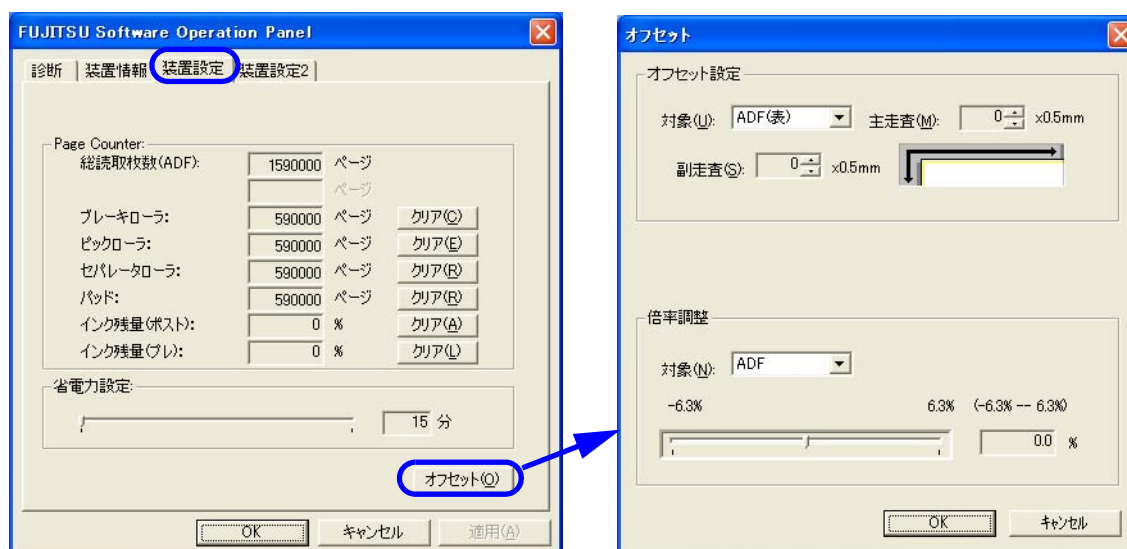 FUJITSU Software Operation Panel
診断 装置情報 装置設定 装置設定2
Page Counter:
総読取枚数(ADF): 1590000 ページ
ページ
ブレーキローラ: 590000 ページ クリア(C)
ピックローラ: 590000 ページ クリア(E)
セパレータローラ: 590000 ページ クリア(R)
パッド: 590000 ページ クリア(R)
インク残量(ポスト): 0 % クリア(A)
インク残量(プレ): 0 % クリア(L)
省電力設定:
15 分
オフセット(O)
OK キャンセル 適用(A)
オフセット
オフセット設定
対象(U): ADF(表) 主走査(M): 0 x0.5mm
副走査(S): 0 x0.5mm
倍率調整
対象(N): ADF
-6.3% 6.3% (-6.3% -- 6.3%)
0.0 %
OK キャンセル